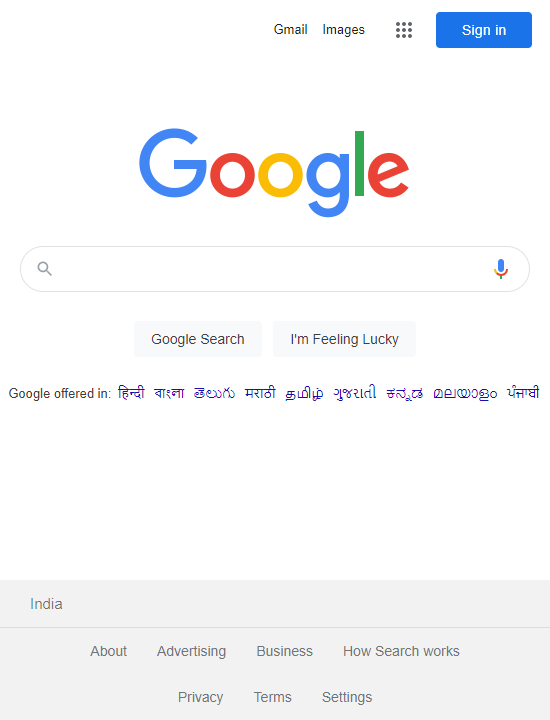 Gmail Images Sign in
Google
Google Search I'm Feeling Lucky
Google offered in: हिन्दी বাংলা తెలుగు मराठी தமிழ் ગુજરાતી ಕನ್ನಡ മലയാളം ਪੰਜਾਬੀ
India
About Advertising Business How Search works
Privacy Terms Settings